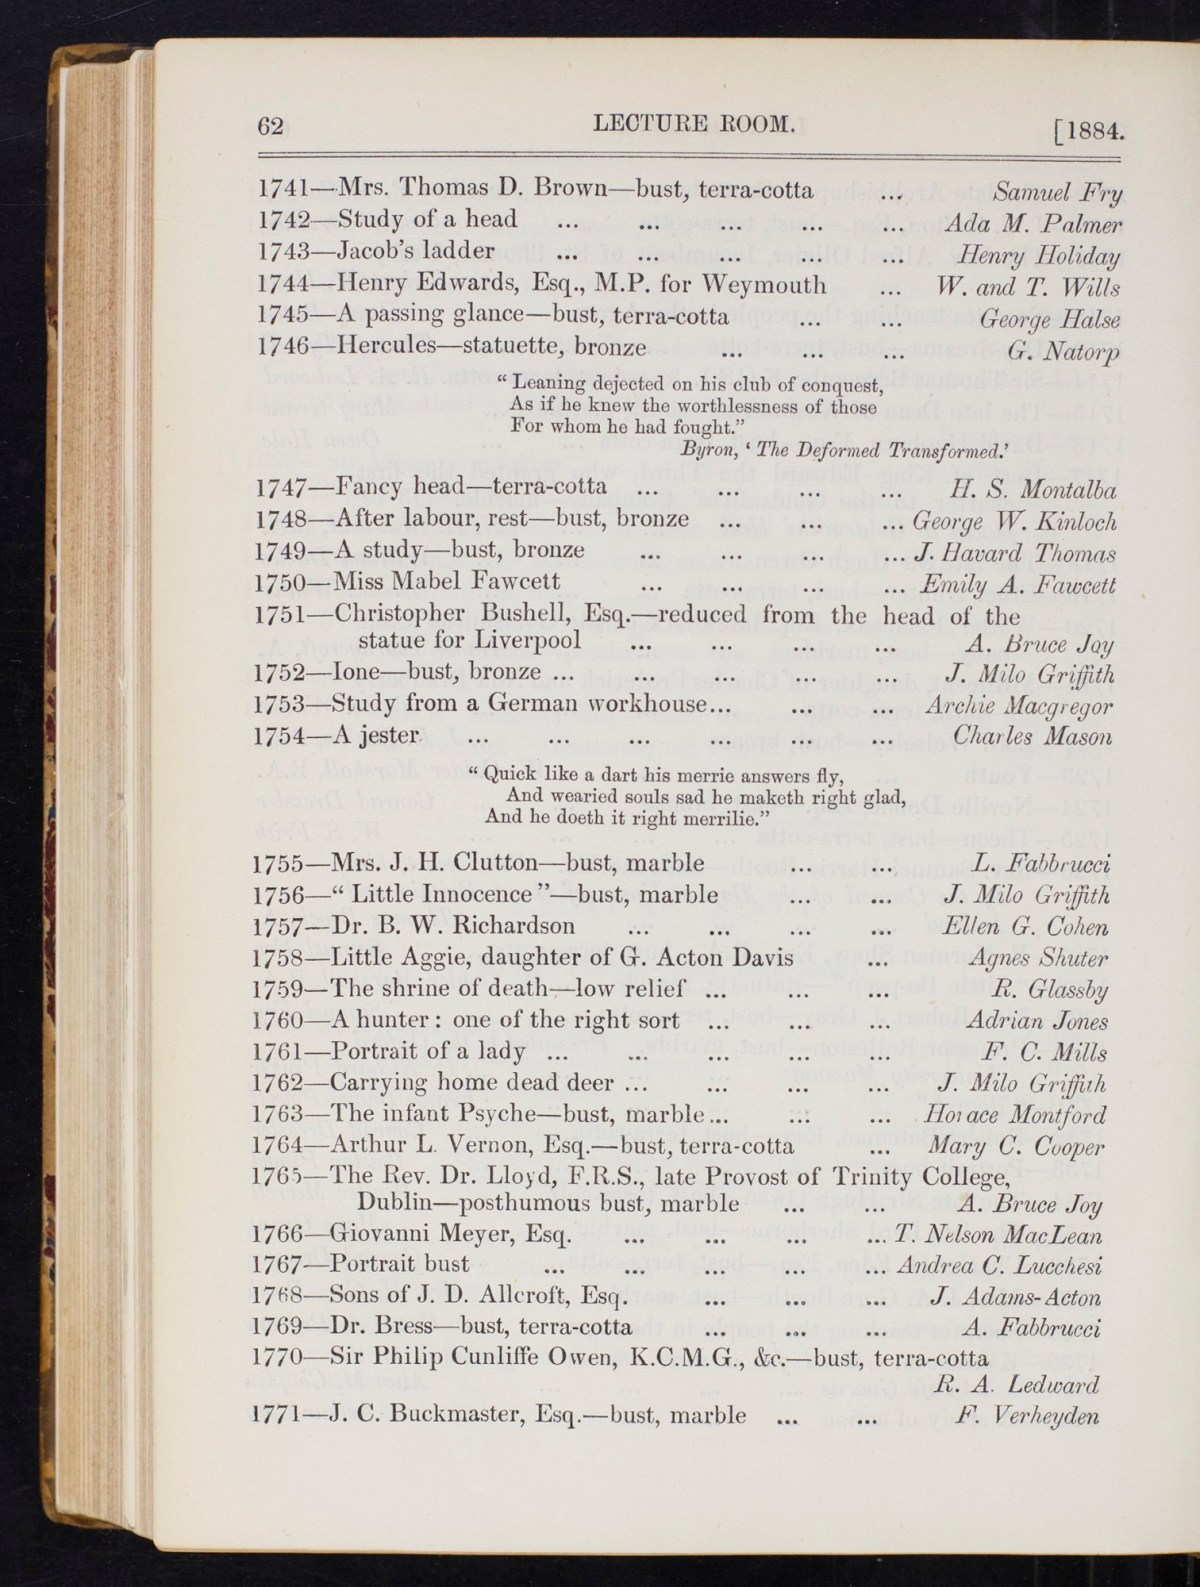 62 LECTURE ROOM. [1884.
1741—Mrs. Thomas D. Brown—bust, terra-cotta ... Samuel Fry
1742—Study of a head ... ... ... ... ... Ada M. Palmer
1743—Jacob's ladder ... ... ... ... ... Henry Holiday
1744—Henry Edwards, Esq., M.P. for Weymouth ... W. and T. Wills
1745—A passing glance—bust, terra-cotta ... ... George Halse
1746—Hercules—statuette, bronze ... ... ... G. Natorp
“ Leaning dejected on his club of conquest,
As if he knew the worthlessness of those
For whom he had fought.”
Byron, ‘ The Deformed Transformed.’
1747—Fancy head—terra-cotta ... ... ... ... H. S. Montalba
1748—After labour, rest—bust, bronze ... ... ... George W. Kinloch
1749—A study—bust, bronze ... ... ... ... J. Havard Thomas
1750—Miss Mabel Fawcett ... ... ... ... Emily A. Fawcett
1751—Christopher Bushell, Esq.—reduced from the head of the
statue for Liverpool ... ... ... ... A. Bruce Joy
1752—Ione—bust, bronze ... ... ... ... ... J. Milo Griffith
1753—Study from a German workhouse... ... ... Archie Macgregor
1754—A jester ... ... ... ... ... ... Charles Mason
“ Quick like a dart his merrie answers fly,
And wearied souls sad he maketh right glad,
And he doeth it right merrilie.”
1755—Mrs. J. H. Clutton—bust, marble ... ... L. Fabbrucci
1756—“ Little Innocence ”—bust, marble ... ... J. Milo Griffith
1757—Dr. B. W. Richardson ... ... ... ... Ellen G. Cohen
1758—Little Aggie, daughter of G. Acton Davis ... Agnes Shuter
1759—The shrine of death—low relief ... ... ... R. Glassby
1760—A hunter : one of the right sort ... ... ... Adrian Jones
1761—Portrait of a lady ... ... ... ... ... F. C. Mills
1762—Carrying home dead deer ... ... ... ... J. Milo Griffith
1763—The infant Psyche—bust, marble ... ... ... Horace Montford
1764—Arthur L. Vernon, Esq.—bust, terra-cotta ... Mary C. Cooper
1765—The Rev. Dr. Lloyd, F.R.S., late Provost of Trinity College,
Dublin—posthumous bust, marble ... ... A. Bruce Joy
1766—Giovanni Meyer, Esq. ... ... ... ... T. Nelson MacLean
1767—Portrait bust ... ... ... ... ... Andrea C. Lucchesi
1768—Sons of J. D. Allcroft, Esq. ... ... ... J. Adams-Acton
1769—Dr. Bress—bust, terra-cotta ... ... ... A. Fabbrucci
1770—Sir Philip Cunliffe Owen, K.C.M.G., &c.—bust, terra-cotta
R. A. Ledward
1771—J. C. Buckmaster, Esq.—bust, marble ... ... F. Verheyden